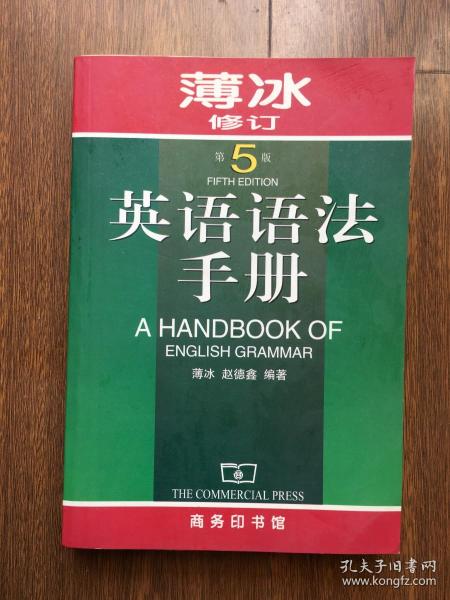 薄冰
修订
第5版
FIFTH EDITION
英语语法
手册
A HANDBOOK OF
ENGLISH GRAMMAR
薄冰 赵德鑫 编著
THE COMMERCIAL PRESS
商务印书馆
孔夫子旧书网
www.kongfz.com